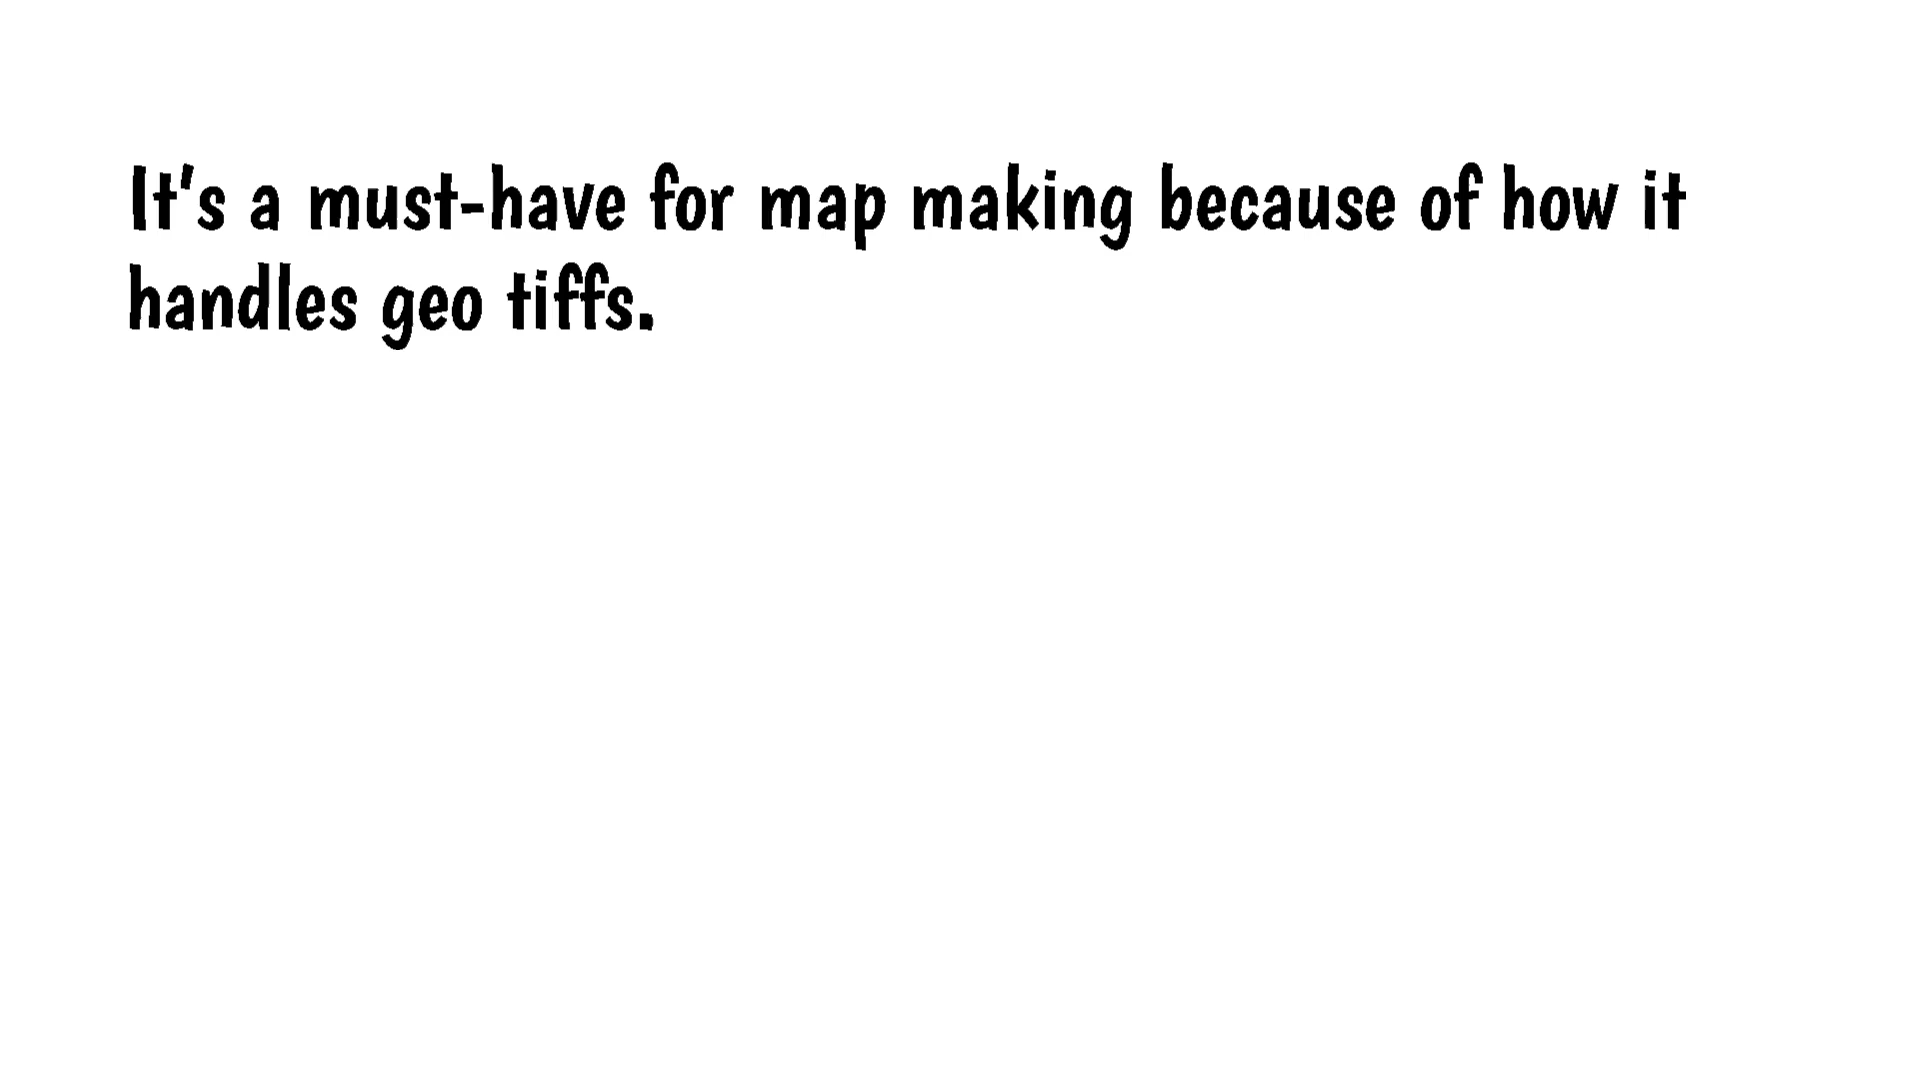 It's a must-have for map making because of how it
handles geo tiffs.